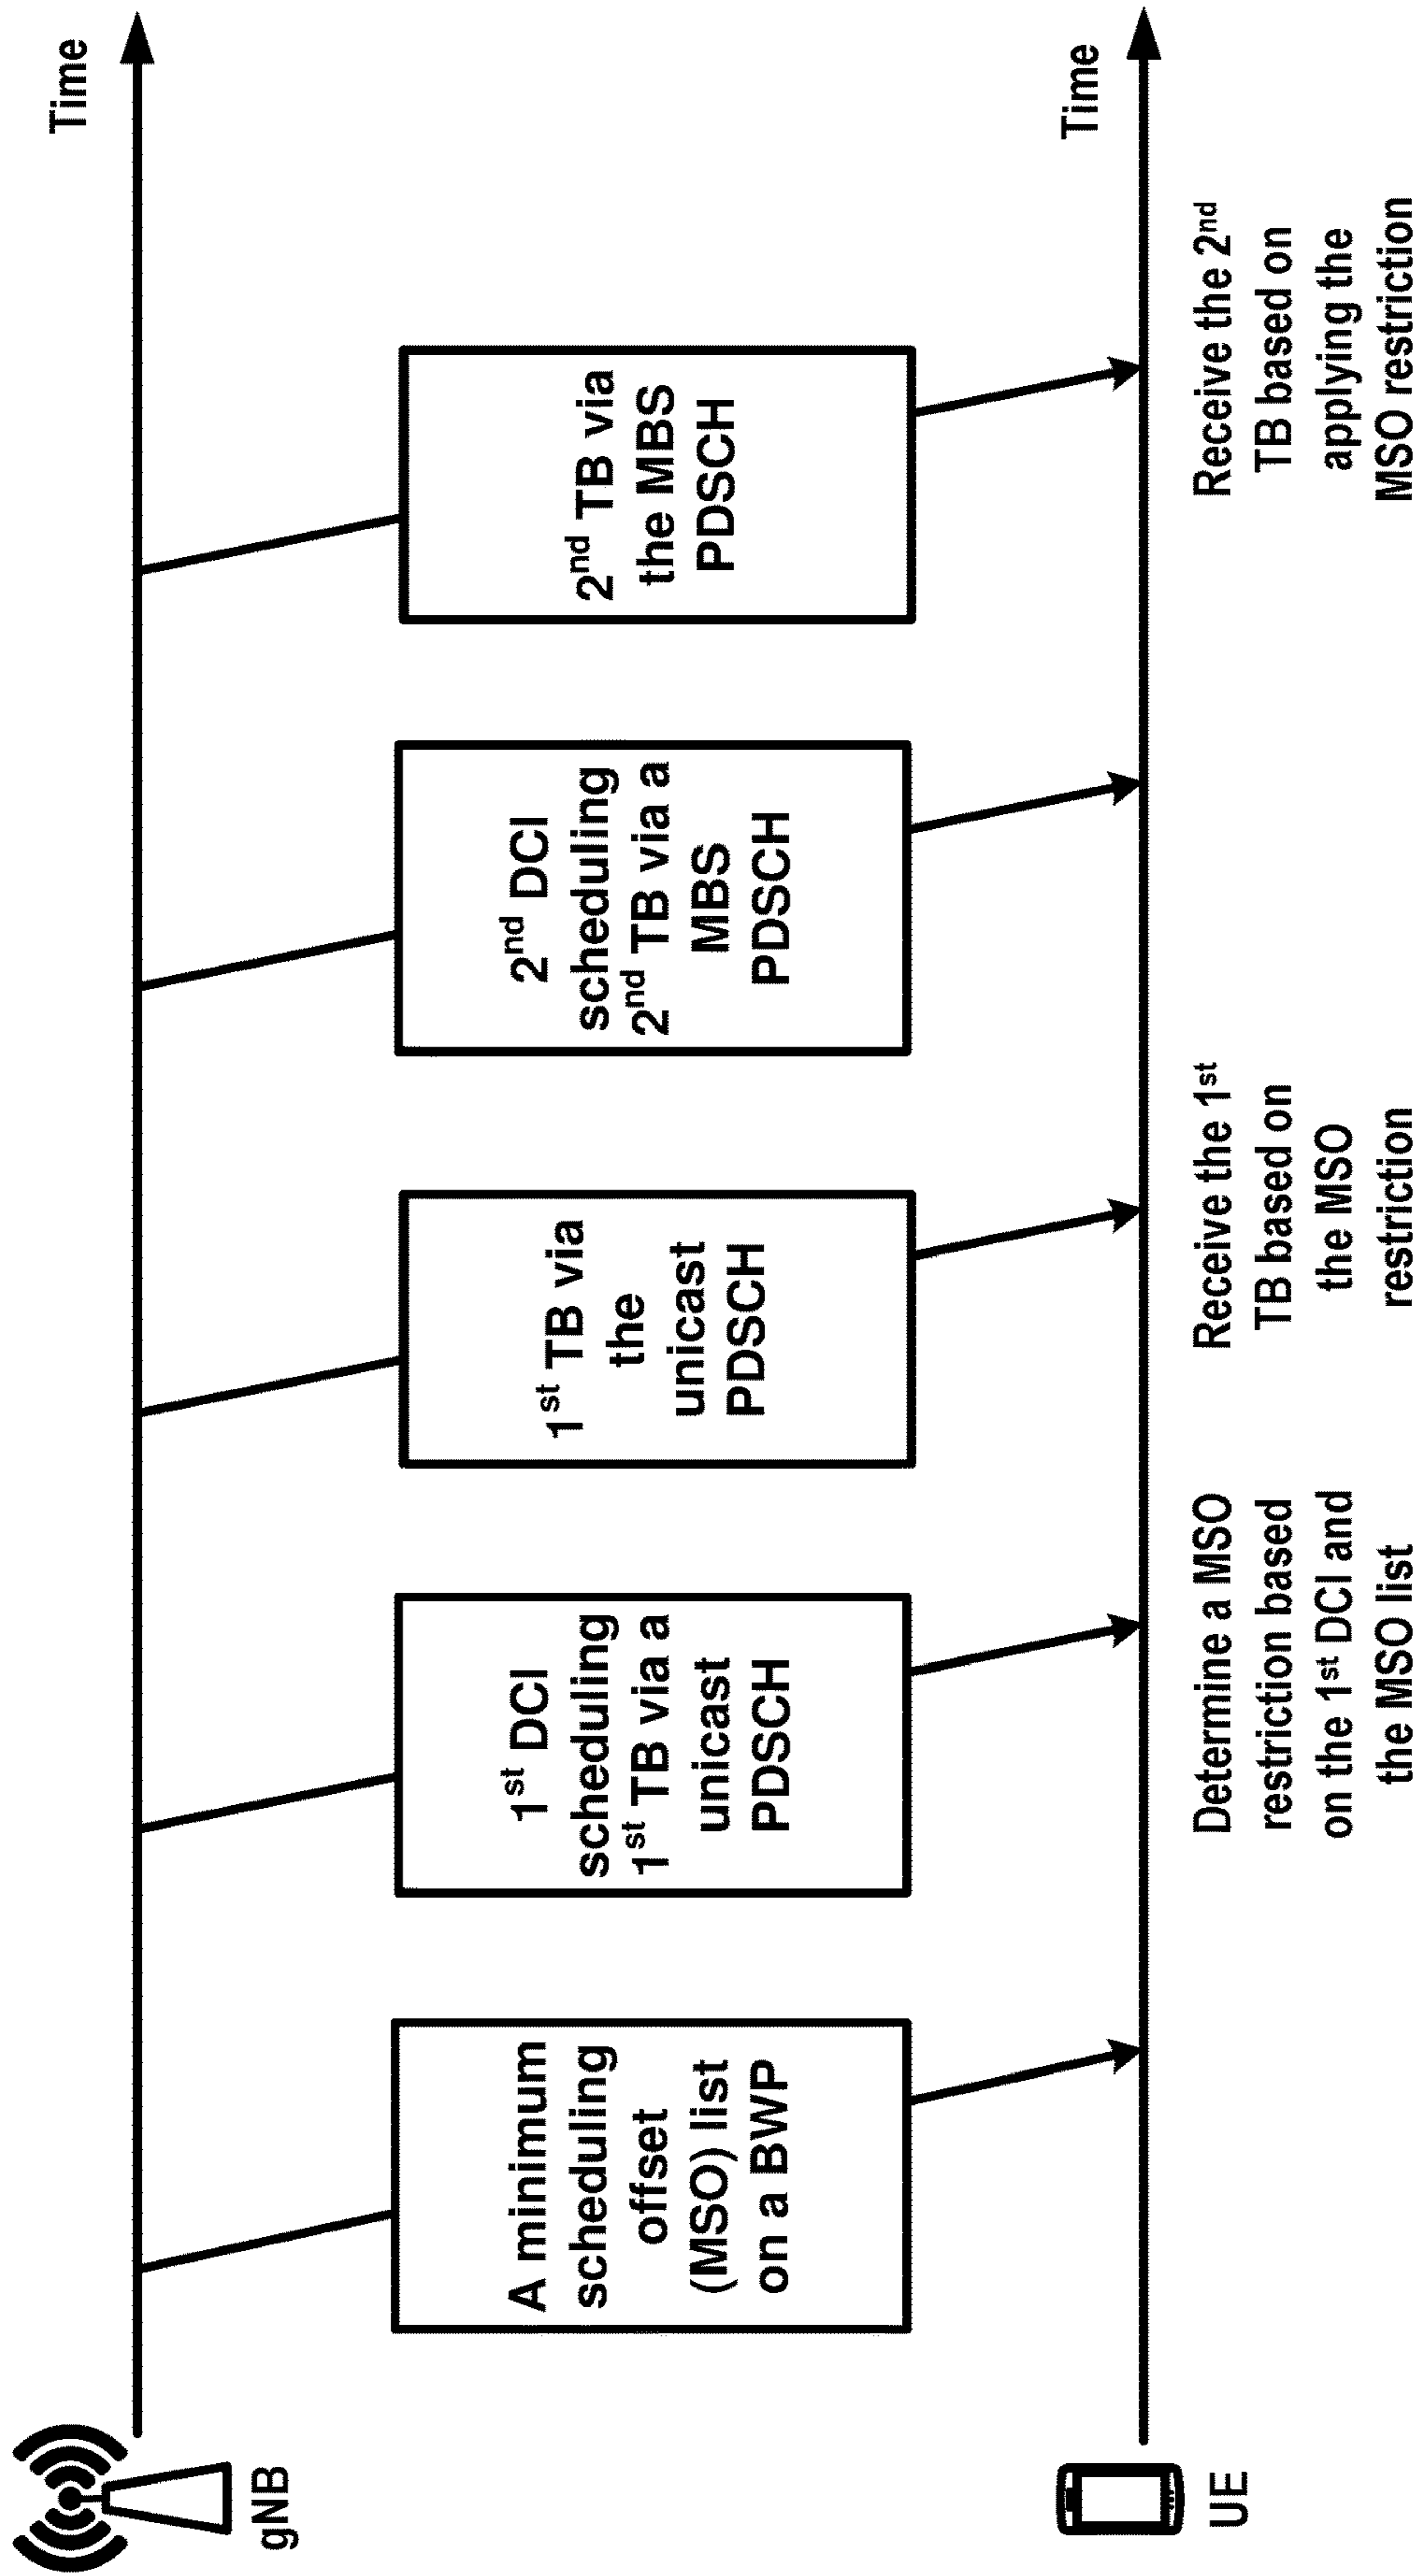 gNB
Time
A minimum
scheduling
offset
(MSO) list
on a BWP
1st DCI
scheduling
1st TB via a
unicast
PDSCH
1st TB via
the
unicast
PDSCH
2nd DCI
scheduling
2nd TB via a
MBS
PDSCH
2nd TB via
the MBS
PDSCH
UE
Time
Determine a MSO
restriction based
on the 1st DCI and
the MSO list
Receive the 1st
TB based on
the MSO
restriction
Receive the 2nd
TB based on
applying the
MSO restriction